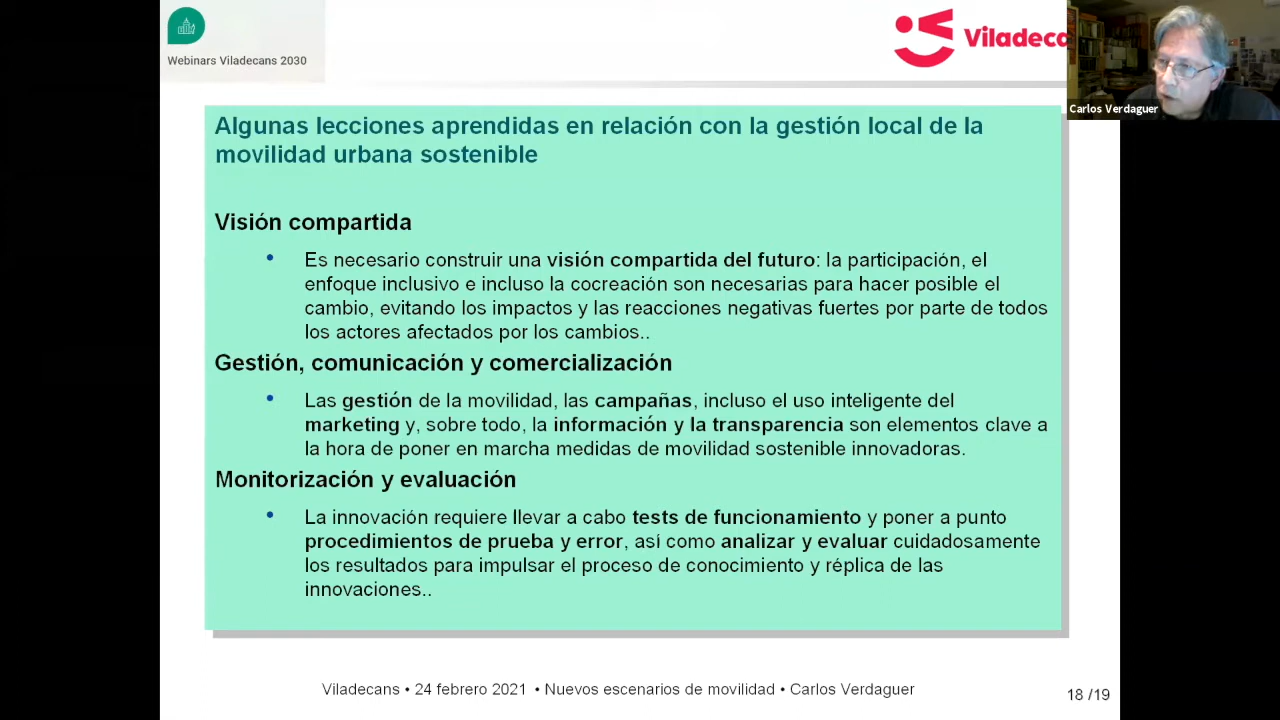 Webinars Viladecans 2030
Viladeca
Carlos Verdaguer
Algunas lecciones aprendidas en relación con la gestión local de la
movilidad urbana sostenible
Visión compartida
• Es necesario construir una visión compartida del futuro: la participación, el
enfoque inclusivo e incluso la cocreación son necesarias para hacer posible el
cambio, evitando los impactos y las reacciones negativas fuertes por parte de todos
los actores afectados por los cambios..
Gestión, comunicación y comercialización
• Las gestión de la movilidad, las campañas, incluso el uso inteligente del
marketing y, sobre todo, la información y la transparencia son elementos clave a
la hora de poner en marcha medidas de movilidad sostenible innovadoras.
Monitorización y evaluación
• La innovación requiere llevar a cabo tests de funcionamiento y poner a punto
procedimientos de prueba y error, así como analizar y evaluar cuidadosamente
los resultados para impulsar el proceso de conocimiento y réplica de las
innovaciones..
Viladecans • 24 febrero 2021 • Nuevos escenarios de movilidad • Carlos Verdaguer
18 /19